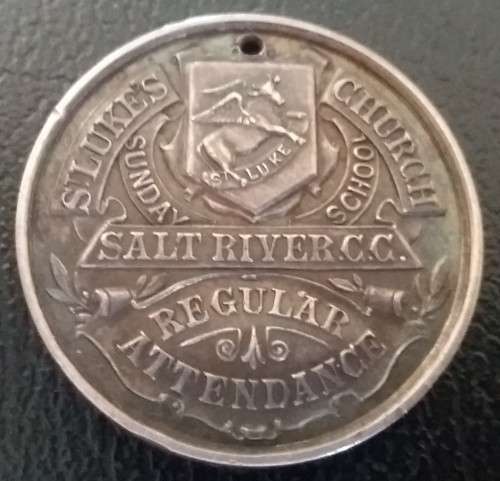 ST LUKE'S CHURCH
SUNDAY SCHOOL
ST LUKE
SALT RIVER.C.C.
REGULAR
ATTENDANCE